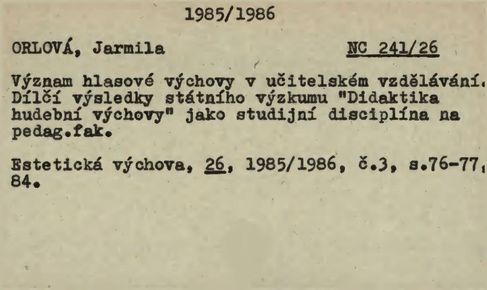 1985/1986
ORLOVÁ, Jarmila NC 241/26
Význam hlasové výchovy v učitelském vzdělávání.
Dílčí výsledky státního výzkumu "Didaktika
hudební výchovy" jako studijní disciplína na
pedag.fak.
Estetická výchova, 26, 1985/1986, č.3, s.76-77,
84.